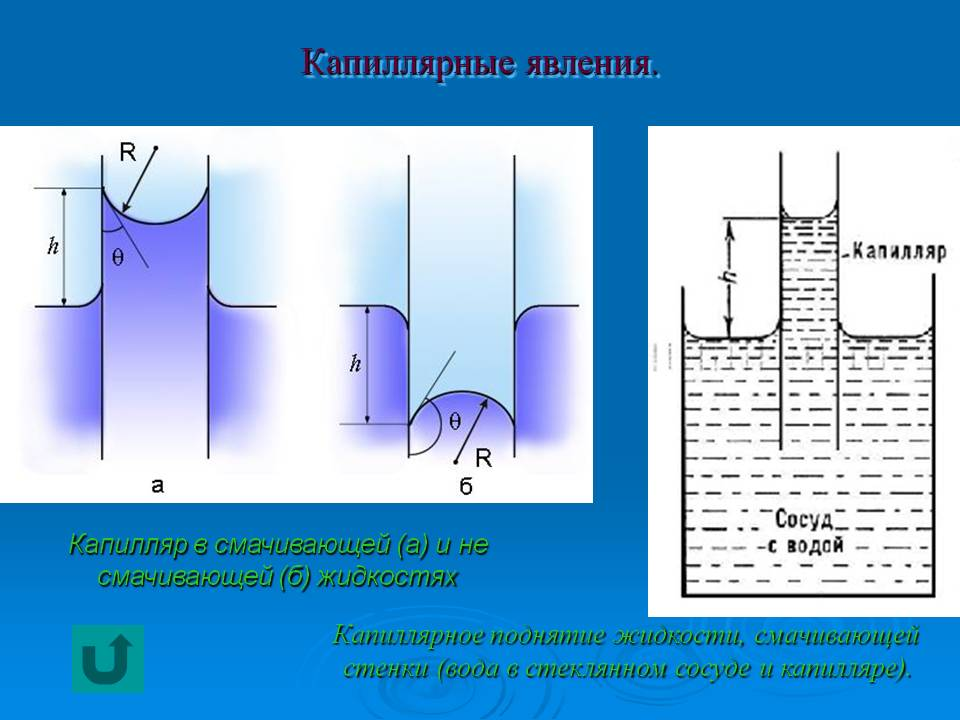 Капиллярные явления.
R
h
θ
а
h
θ
R
б
h
Капилляр
Сосуд
с водой
Капилляр в смачивающей (а) и не
смачивающей (б) жидкостях
Капиллярное поднятие жидкости, смачивающей
стенки (вода в стеклянном сосуде и капилляре).